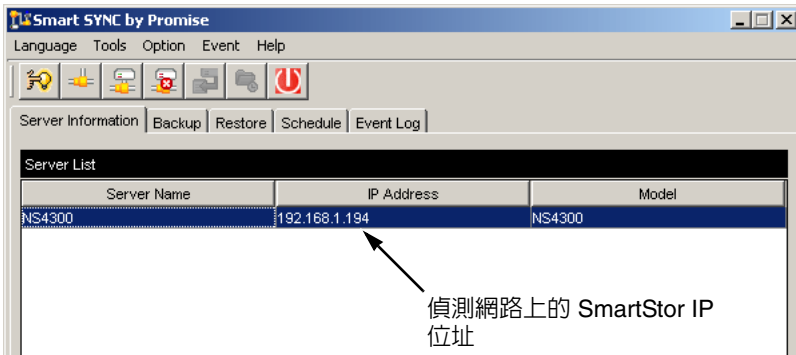 Smart SYNC by Promise
Language Tools Option Event Help
Server Information Backup Restore Schedule Event Log
Server List
Server Name IP Address Model
NS4300 192.168.1.194 NS4300
偵測網路上的 SmartStor IP
位址